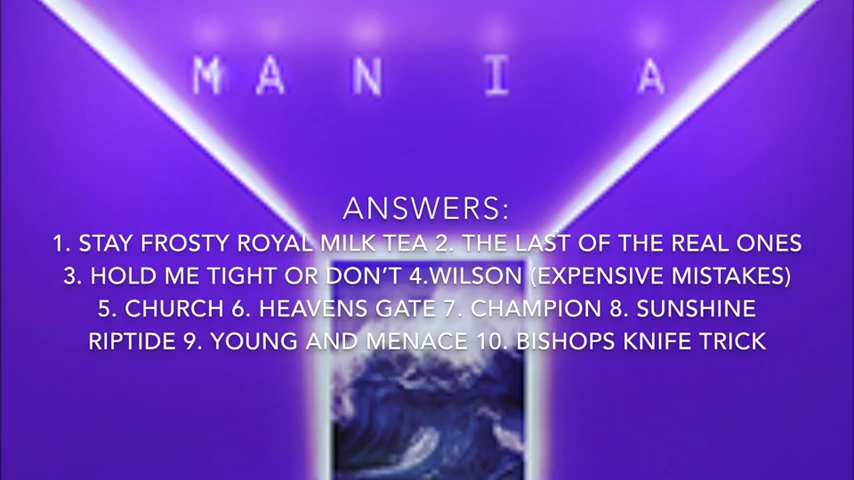 M A N I A
ANSWERS:
1. STAY FROSTY ROYAL MILK TEA 2. THE LAST OF THE REAL ONES
3. HOLD ME TIGHT OR DON'T 4.WILSON (EXPENSIVE MISTAKES)
5. CHURCH 6. HEAVENS GATE 7. CHAMPION 8. SUNSHINE
RIPTIDE 9. YOUNG AND MENACE 10. BISHOPS KNIFE TRICK